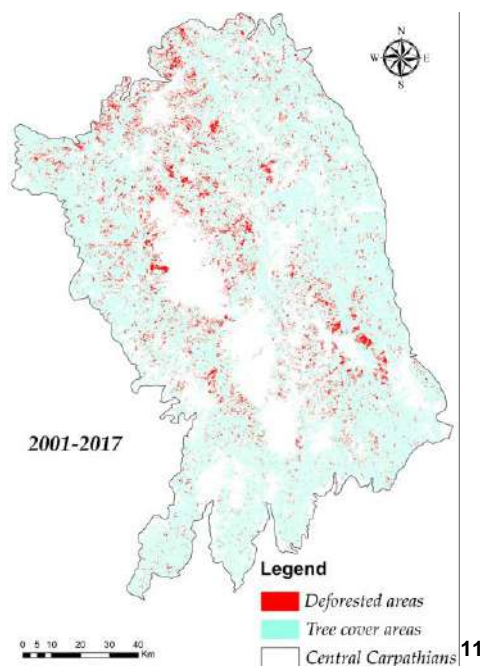 N
W E
S
2001-2017
Legend
Deforested areas
Tree cover areas
Central Carpathians
0 5 10 20 30 40
Km
11